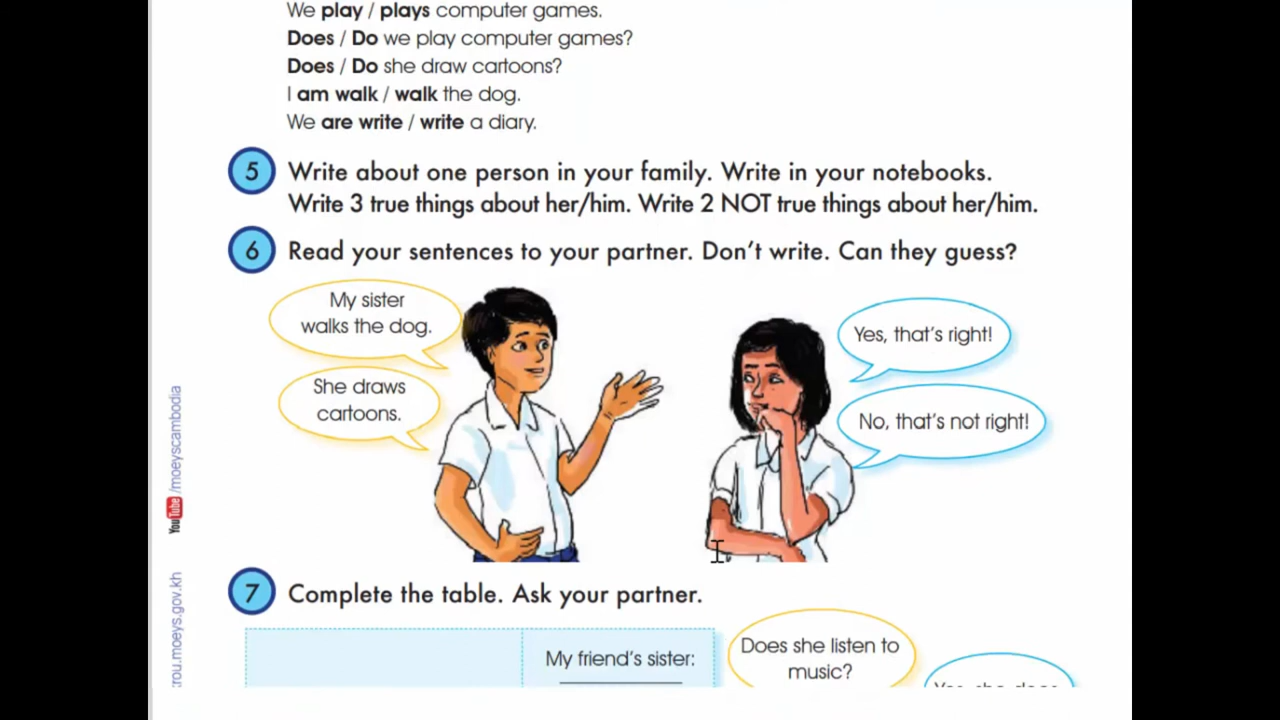 We play / plays computer games.
Does / Do we play computer games?
Does / Do she draw cartoons?
I am walk / walk the dog.
We are write / write a diary.
5 Write about one person in your family. Write in your notebooks.
Write 3 true things about her/him. Write 2 NOT true things about her/him.
6 Read your sentences to your partner. Don't write. Can they guess?
My sister
walks the dog.
She draws
cartoons.
Yes, that's right!
No, that's not right!
7 Complete the table. Ask your partner.
My friend's sister:
Does she listen to
music?
Yes, she does
YouTube /moeyscambodia
krou.moeys.gov.kh